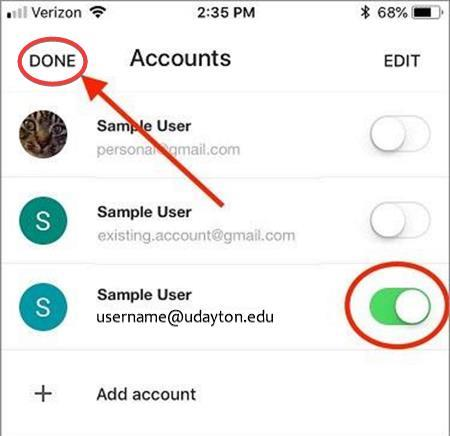 Verizon 2:35 PM 68%
DONE Accounts EDIT
Sample User
personal@gmail.com
S Sample User
existing.account@gmail.com
S Sample User
username@udayton.edu
+ Add account